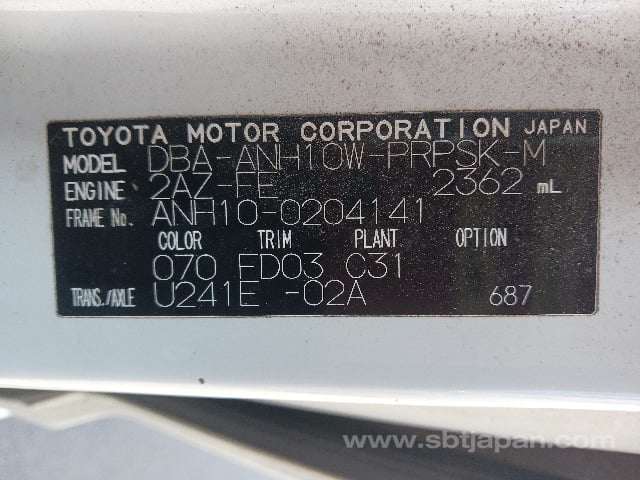 TOYOTA MOTOR CORPORATION JAPAN
MODEL DBA-ANH10W-PRPSK-M
ENGINE 2AZ-FE 2362 mL
FRAME No. ANH10-0204141
COLOR TRIM PLANT OPTION
070 FD03 C31
TRANS./AXLE U241E -02A 687
www.sbtjapan.com